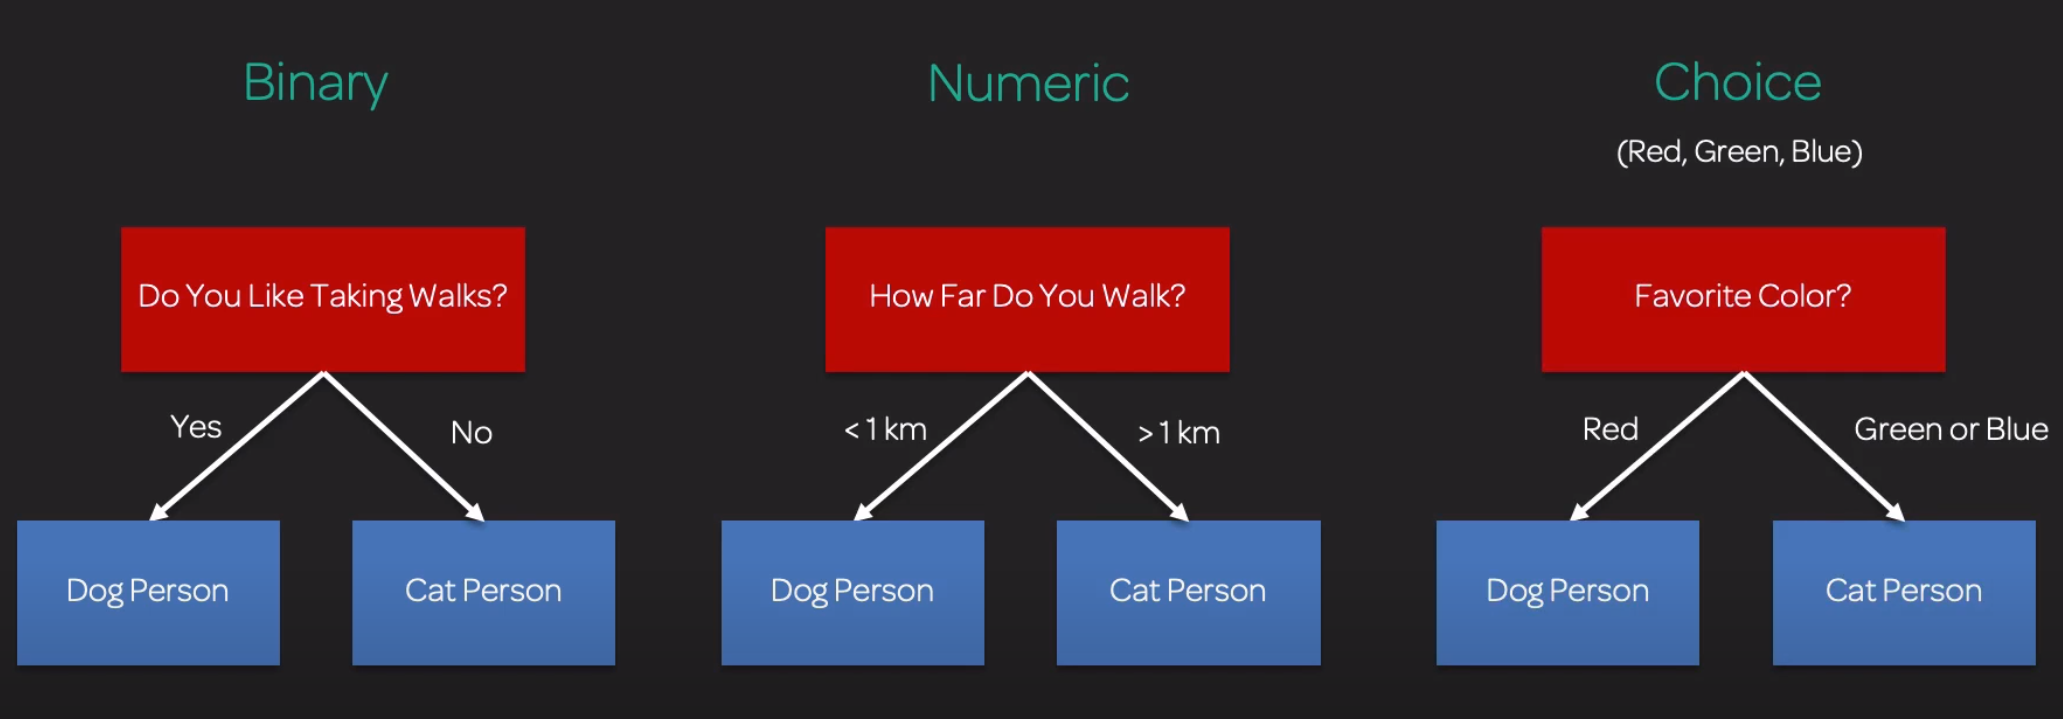 Binary
Do You Like Taking Walks?
Yes
No
Dog Person
Cat Person
Numeric
How Far Do You Walk?
< 1 km
> 1 km
Dog Person
Cat Person
Choice
(Red, Green, Blue)
Favorite Color?
Red
Green or Blue
Dog Person
Cat Person